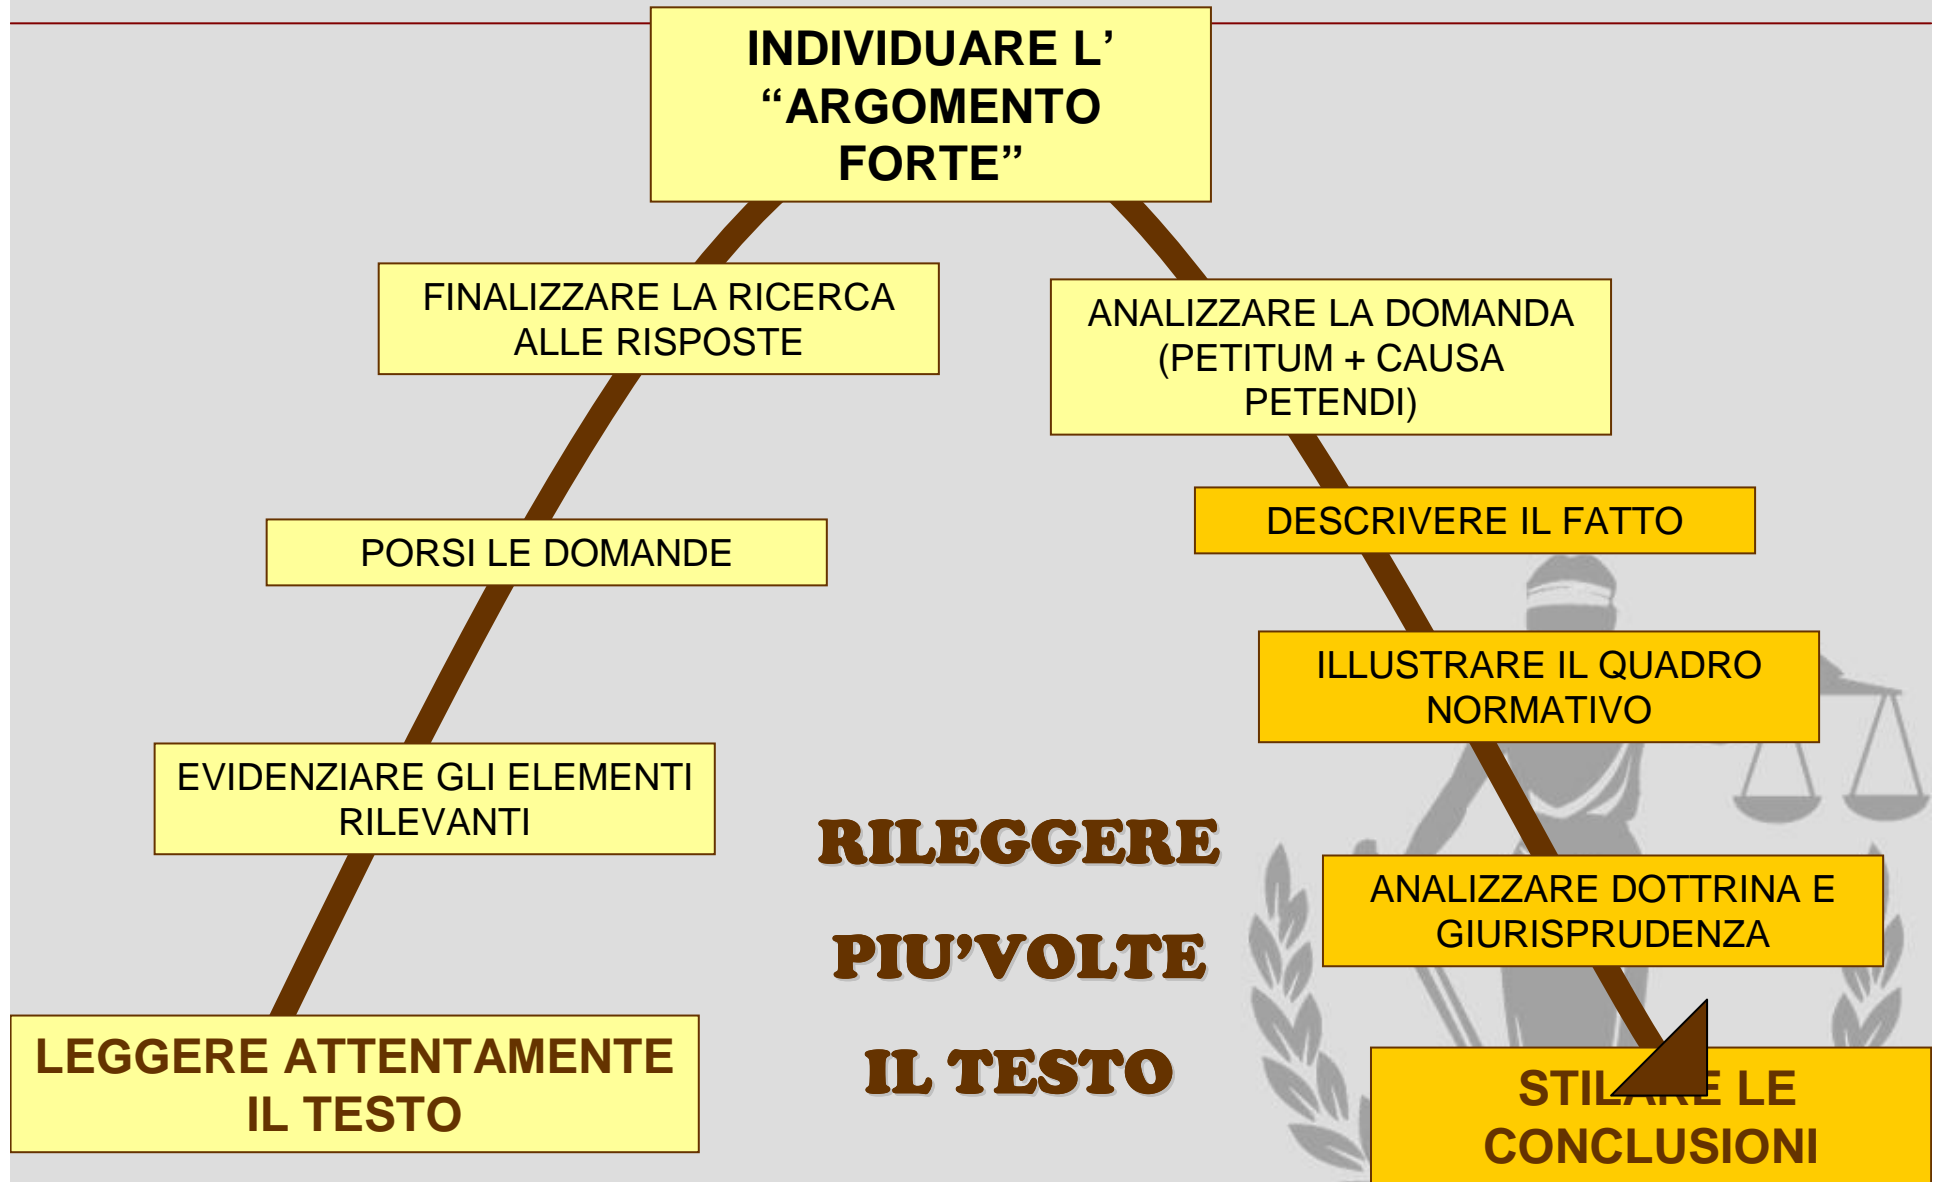 INDIVIDUARE L’
“ARGOMENTO
FORTE”
FINALIZZARE LA RICERCA
ALLE RISPOSTE
ANALIZZARE LA DOMANDA
(PETITUM + CAUSA
PETENDI)
PORSI LE DOMANDE
DESCRIVERE IL FATTO
ILLUSTRARE IL QUADRO
NORMATIVO
EVIDENZIARE GLI ELEMENTI
RILEVANTI
RILEGGERE
PIU’VOLTE
IL TESTO
ANALIZZARE DOTTRINA E
GIURISPRUDENZA
LEGGERE ATTENTAMENTE
IL TESTO
STILARE LE
CONCLUSIONI